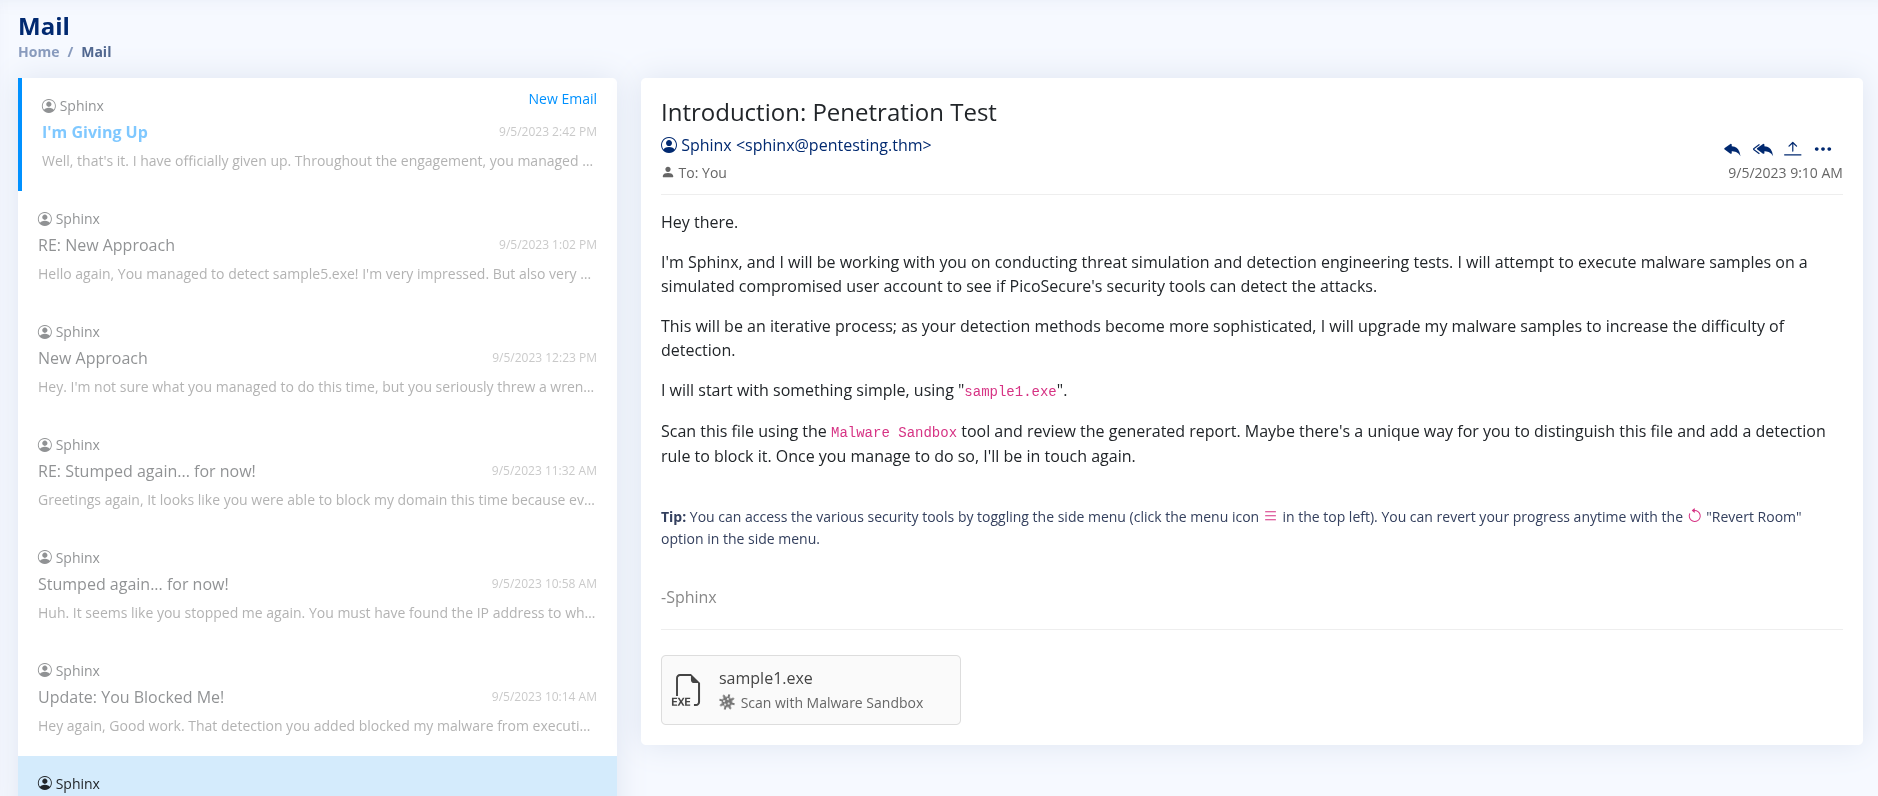 Mail
Home / Mail
Sphinx
New Email
I'm Giving Up
9/5/2023 2:42 PM
Well, that's it. I have officially given up. Throughout the engagement, you managed ...
Sphinx
RE: New Approach
9/5/2023 1:02 PM
Hello again, You managed to detect sample5.exe! I'm very impressed. But also very ...
Sphinx
New Approach
9/5/2023 12:23 PM
Hey. I'm not sure what you managed to do this time, but you seriously threw a wren...
Sphinx
RE: Stumped again... for now!
9/5/2023 11:32 AM
Greetings again, It looks like you were able to block my domain this time because ev...
Sphinx
Stumped again... for now!
9/5/2023 10:58 AM
Huh. It seems like you stopped me again. You must have found the IP address to wh...
Sphinx
Update: You Blocked Me!
9/5/2023 10:14 AM
Hey again, Good work. That detection you added blocked my malware from executi...
Sphinx
Introduction: Penetration Test
Sphinx <sphinx@pentesting.thm>
To: You
9/5/2023 9:10 AM
Hey there.
I'm Sphinx, and I will be working with you on conducting threat simulation and detection engineering tests. I will attempt to execute malware samples on a
simulated compromised user account to see if PicoSecure's security tools can detect the attacks.
This will be an iterative process; as your detection methods become more sophisticated, I will upgrade my malware samples to increase the difficulty of
detection.
I will start with something simple, using "sample1.exe".
Scan this file using the Malware Sandbox tool and review the generated report. Maybe there's a unique way for you to distinguish this file and add a detection
rule to block it. Once you manage to do so, I'll be in touch again.
Tip: You can access the various security tools by toggling the side menu (click the menu icon ☰ in the top left). You can revert your progress anytime with the "Revert Room"
option in the side menu.
-Sphinx
EXE
sample1.exe
Scan with Malware Sandbox